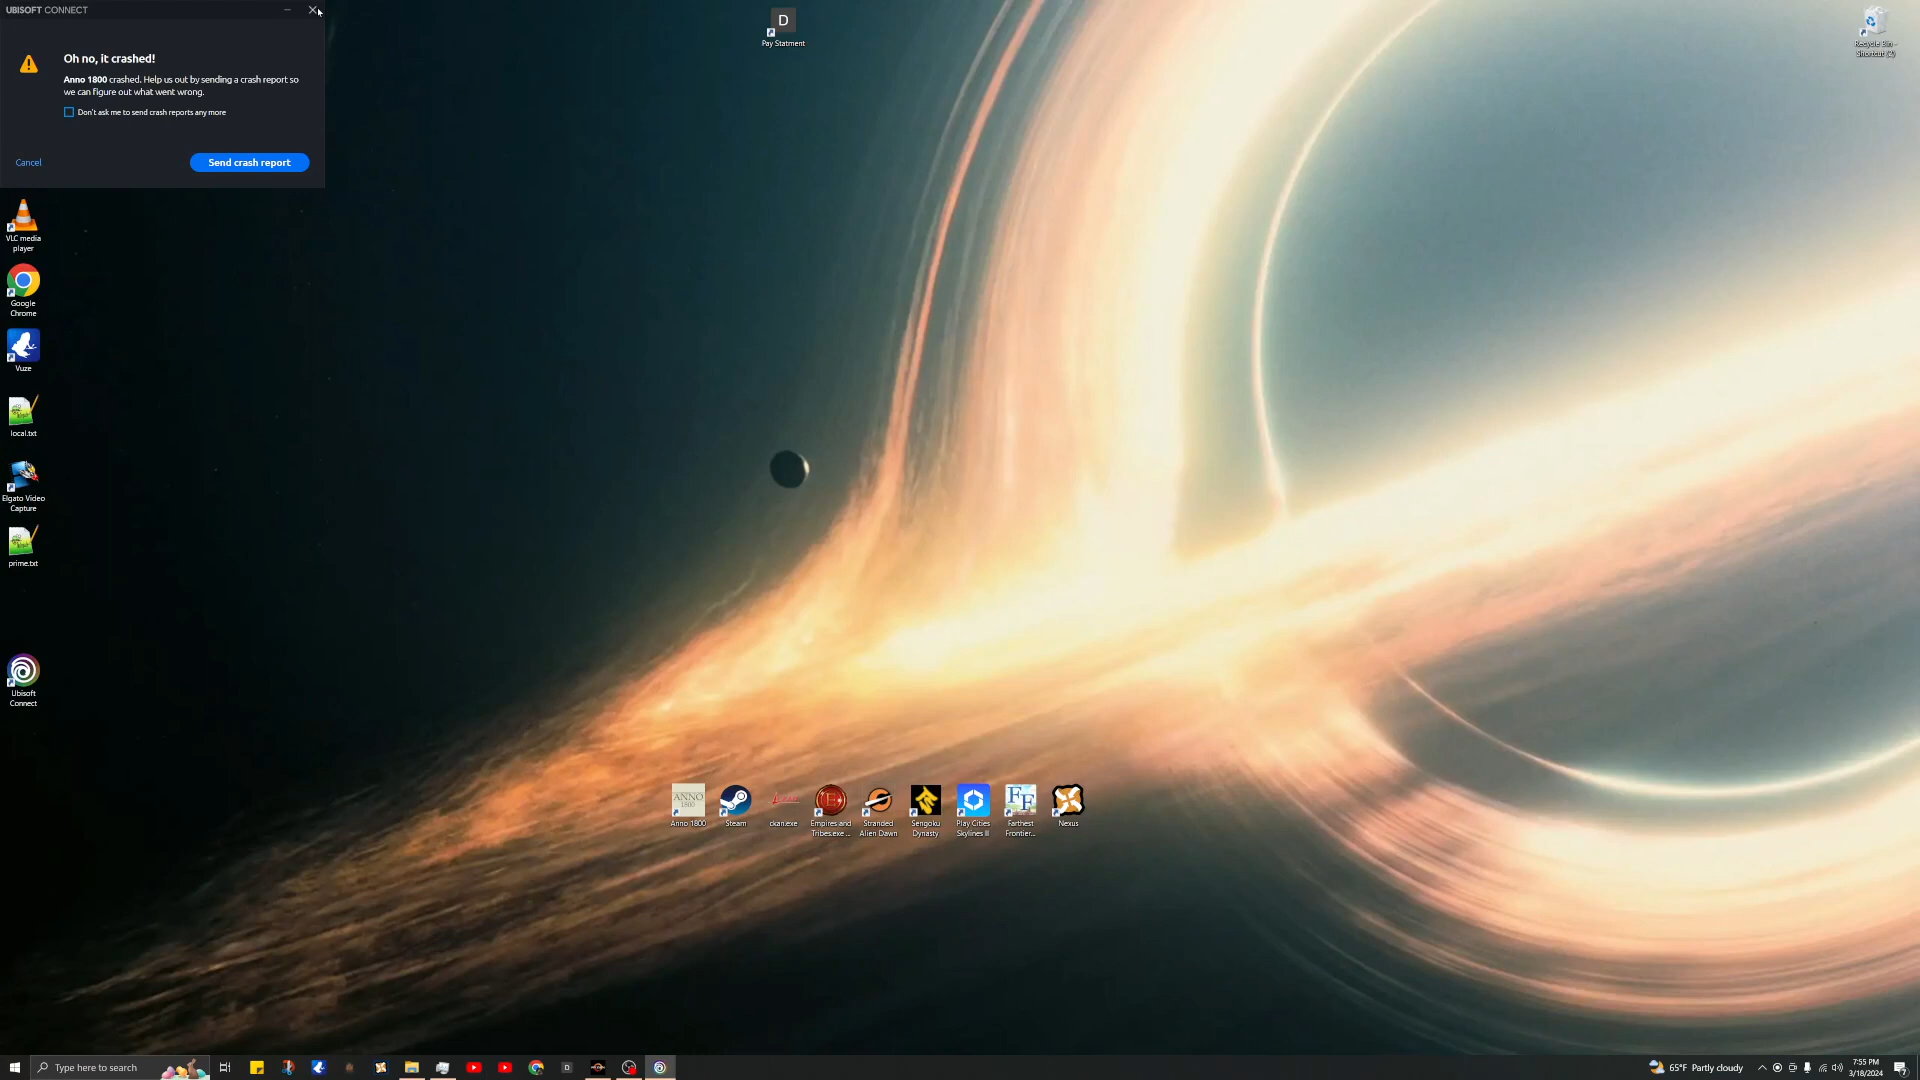 UBISOFT CONNECT
Oh no, it crashed!
Anno 1800 crashed. Help us out by sending a crash report so
we can figure out what went wrong.
Don't ask me to send crash reports any more
Cancel
Send crash report
D
Pay Statment
Recycle Bin -
Shortcut (2)
VLC media
player
Google
Chrome
Vuze
local.txt
Elgato Video
Capture
prime.txt
Ubisoft
Connect
ANNO
1800
E
FF
Anno 1800
Steam
ckan.exe
Empires and
Tribes.exe ...
Stranded
Alien Dawn
Sengoku
Dynasty
Play Cities
Skylines II
Farthest
Frontier...
Nexus
Type here to search
D
65°F Partly cloudy
7:55 PM
3/18/2024